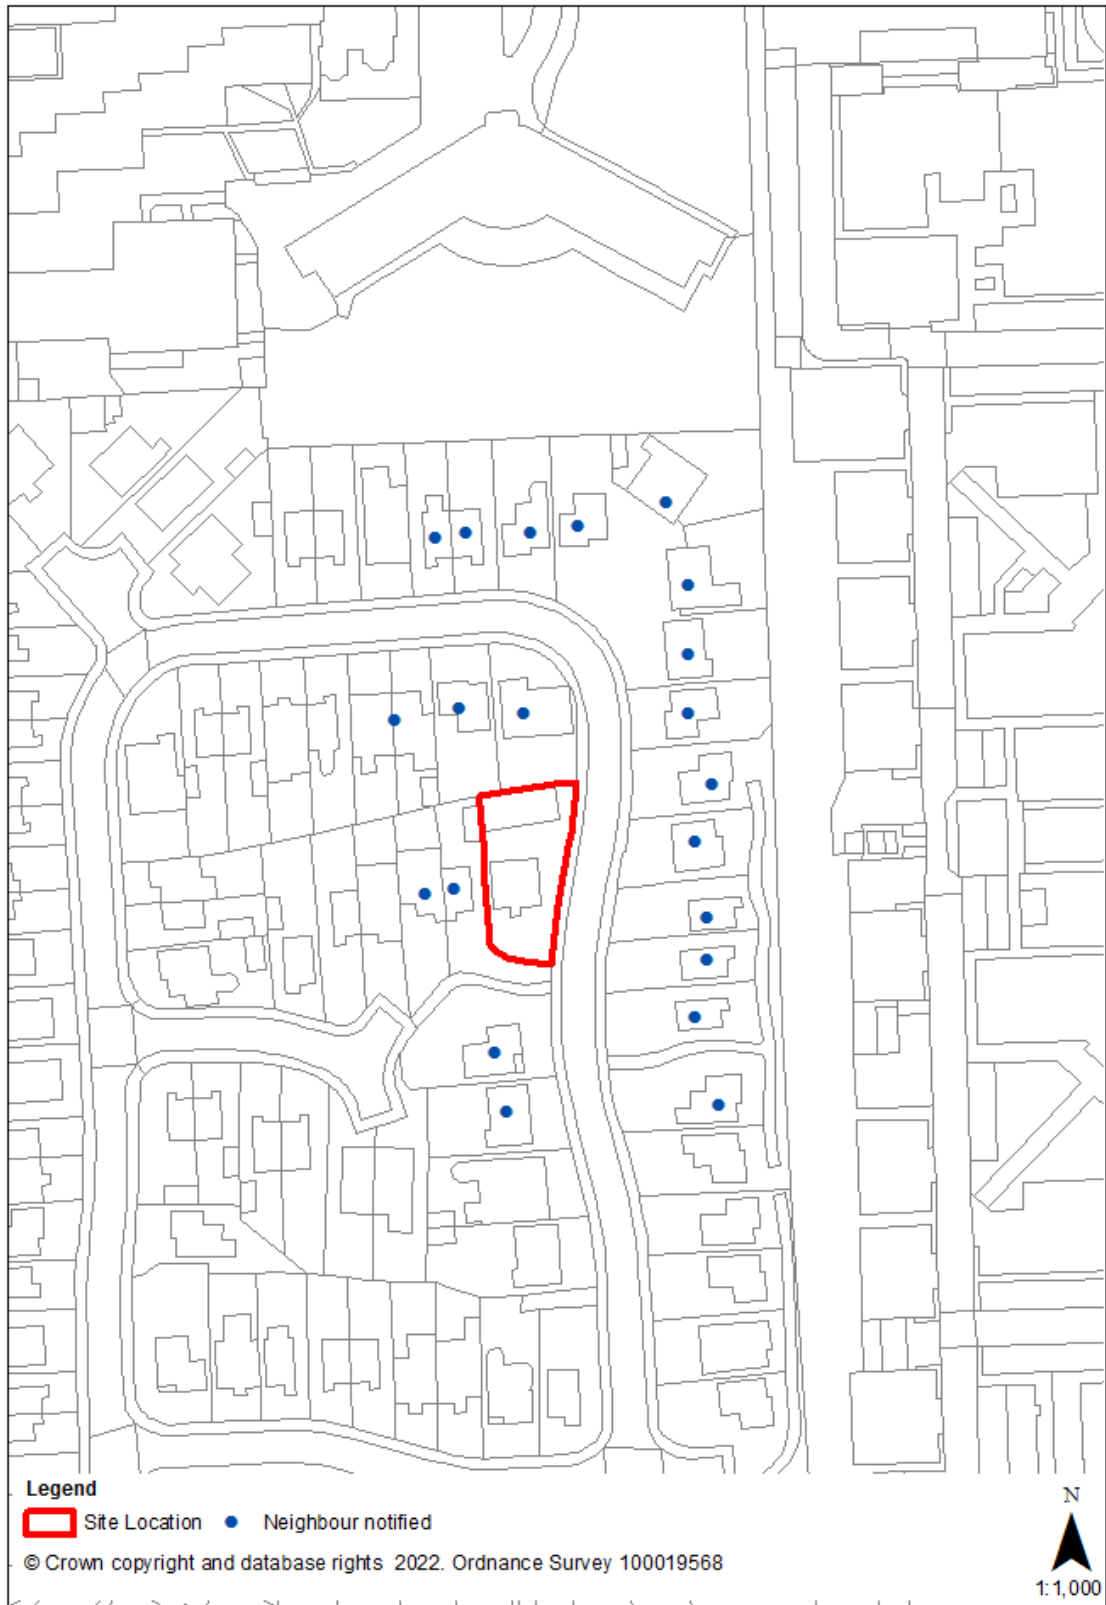 Legend
Site Location Neighbour notified
© Crown copyright and database rights 2022. Ordnance Survey 100019568
N
1:1,000